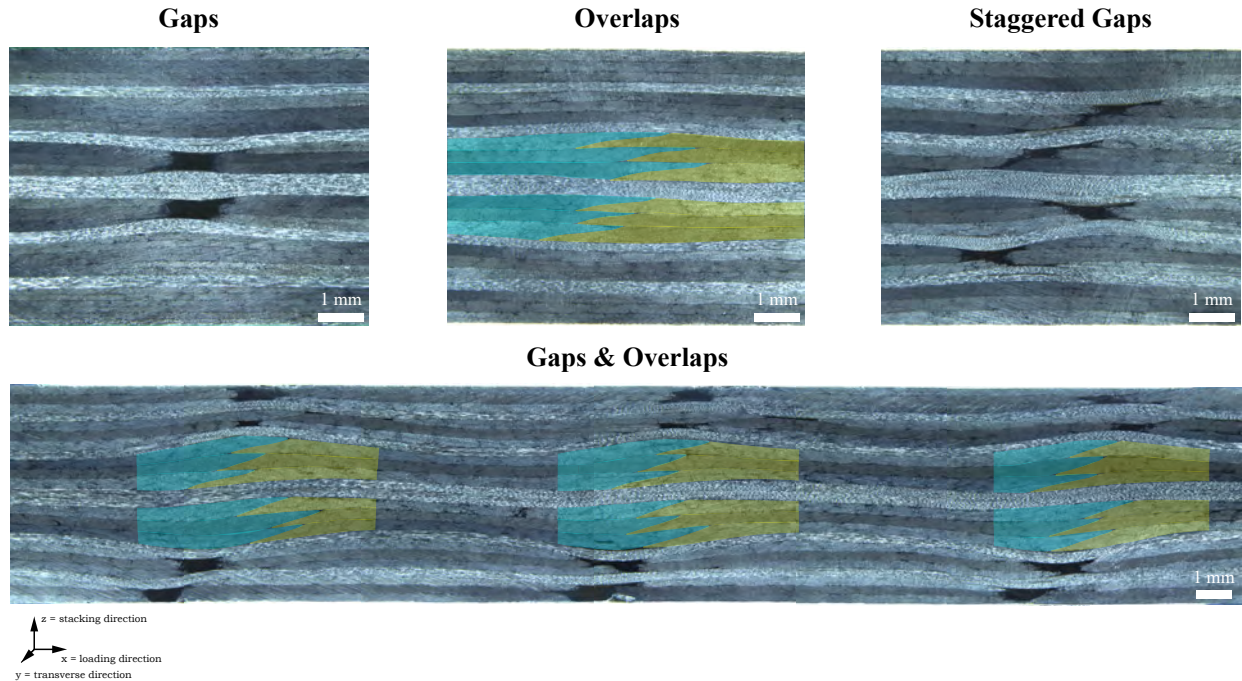 Gaps
Overlaps
Staggered Gaps
1 mm
1 mm
1 mm
Gaps & Overlaps
1 mm
z = stacking direction
x = loading direction
y = transverse direction